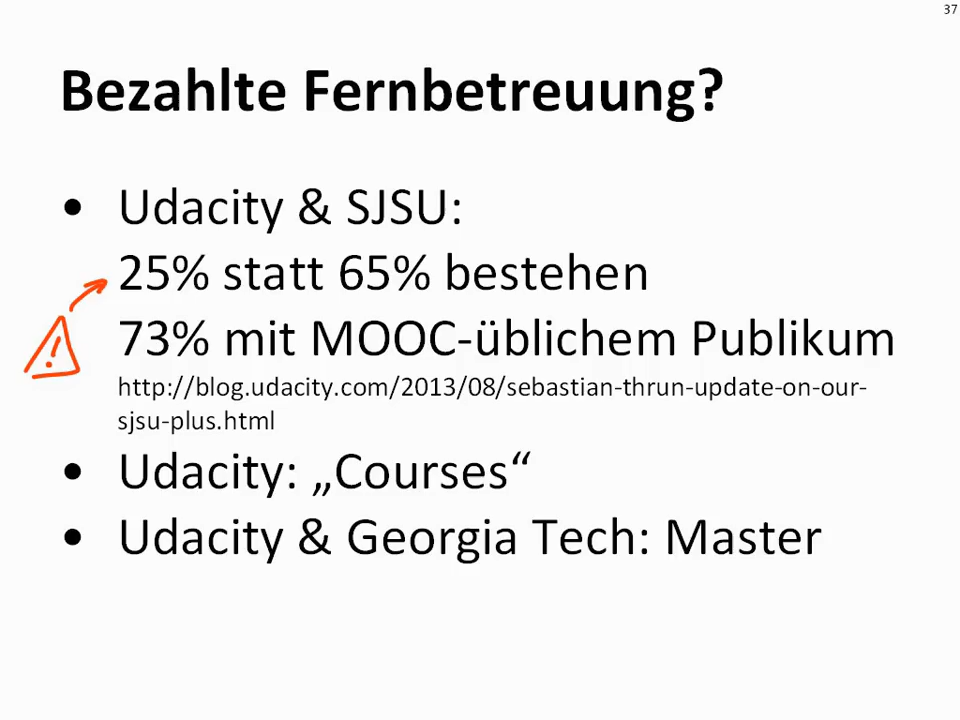 37
Bezahlte Fernbetreuung?
• Udacity & SJSU:
25% statt 65% bestehen
73% mit MOOC-üblichem Publikum
http://blog.udacity.com/2013/08/sebastian-thrun-update-on-our-
sjsu-plus.html
• Udacity: „Courses“
• Udacity & Georgia Tech: Master